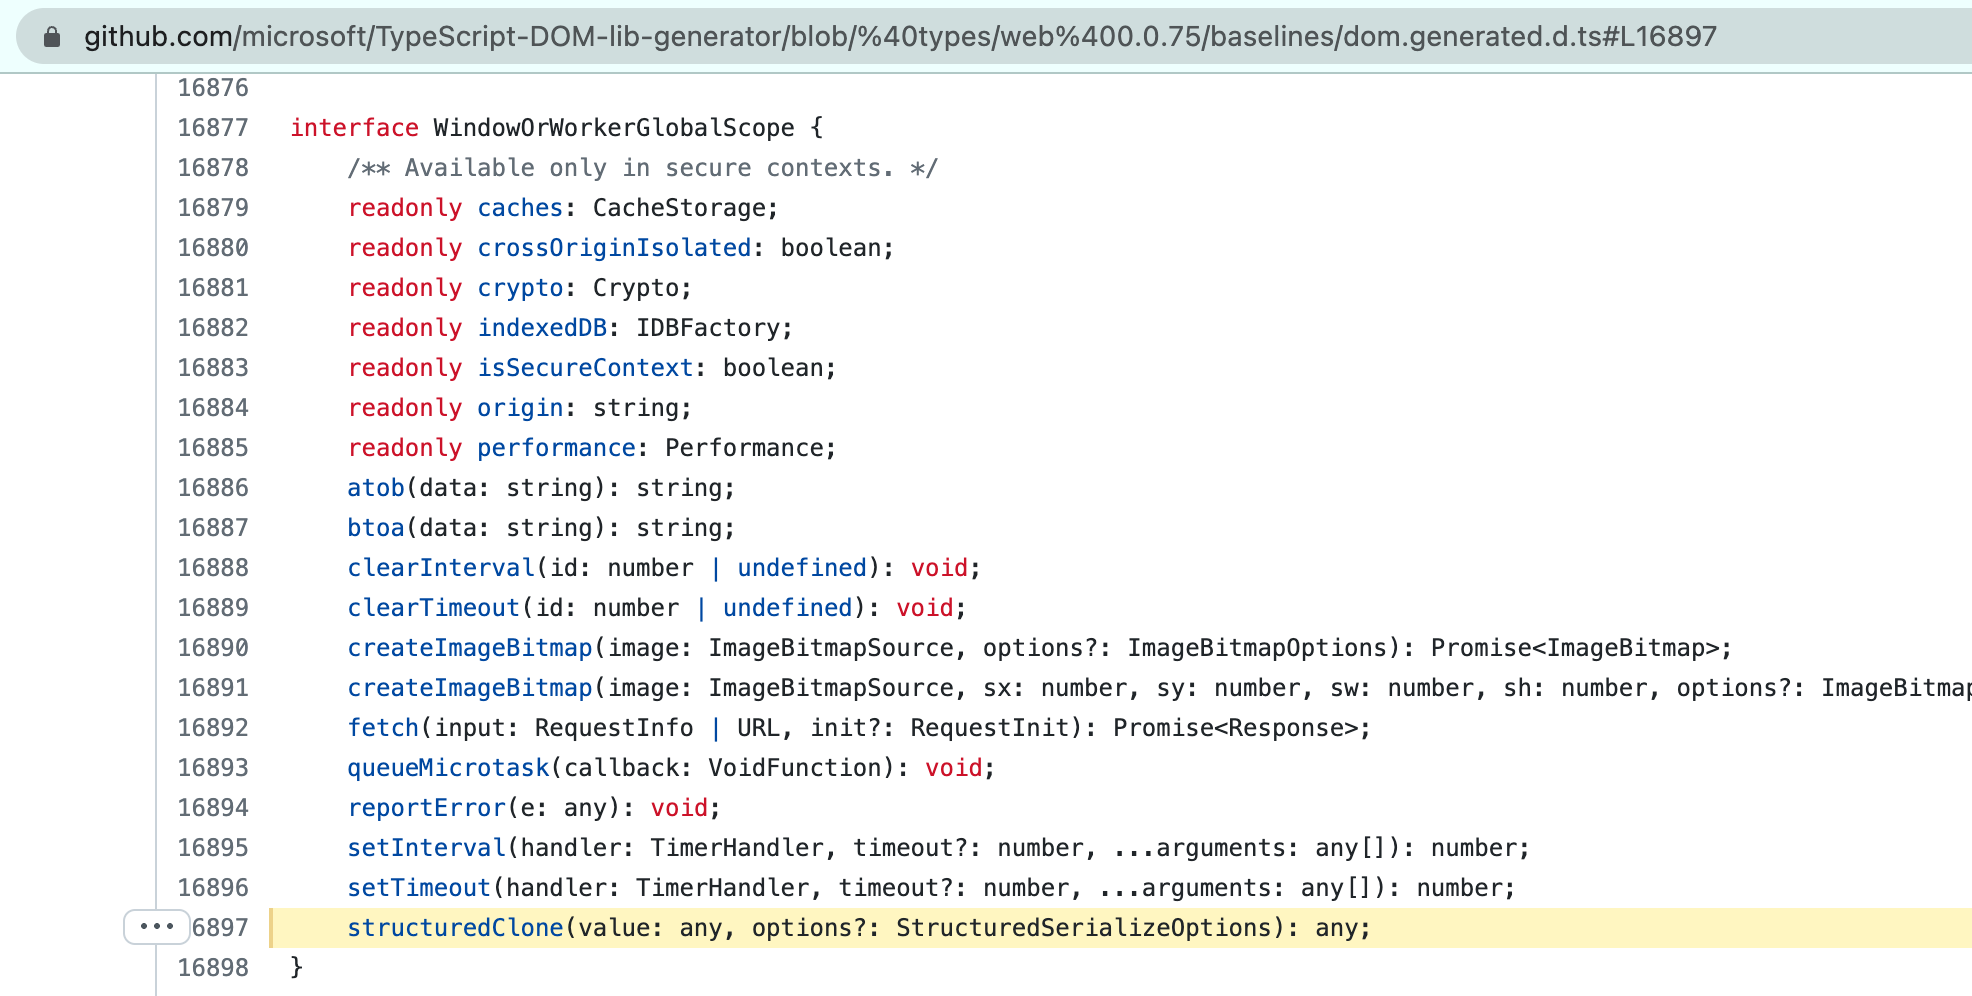 github.com/microsoft/TypeScript-DOM-lib-generator/blob/%40types/web%400.0.75/baselines/dom.generated.d.ts#L16897
16876
16877 interface WindowOrWorkerGlobalScope {
16878 /** Available only in secure contexts. */
16879 readonly caches: CacheStorage;
16880 readonly crossOriginIsolated: boolean;
16881 readonly crypto: Crypto;
16882 readonly indexedDB: IDBFactory;
16883 readonly isSecureContext: boolean;
16884 readonly origin: string;
16885 readonly performance: Performance;
16886 atob(data: string): string;
16887 btoa(data: string): string;
16888 clearInterval(id: number | undefined): void;
16889 clearTimeout(id: number | undefined): void;
16890 createImageBitmap(image: ImageBitmapSource, options?: ImageBitmapOptions): Promise<ImageBitmap>;
16891 createImageBitmap(image: ImageBitmapSource, sx: number, sy: number, sw: number, sh: number, options?: ImageBitmap
16892 fetch(input: RequestInfo | URL, init?: RequestInit): Promise<Response>;
16893 queueMicrotask(callback: VoidFunction): void;
16894 reportError(e: any): void;
16895 setInterval(handler: TimerHandler, timeout?: number, ...arguments: any[]): number;
16896 setTimeout(handler: TimerHandler, timeout?: number, ...arguments: any[]): number;
6897 structuredClone(value: any, options?: StructuredSerializeOptions): any;
16898 }